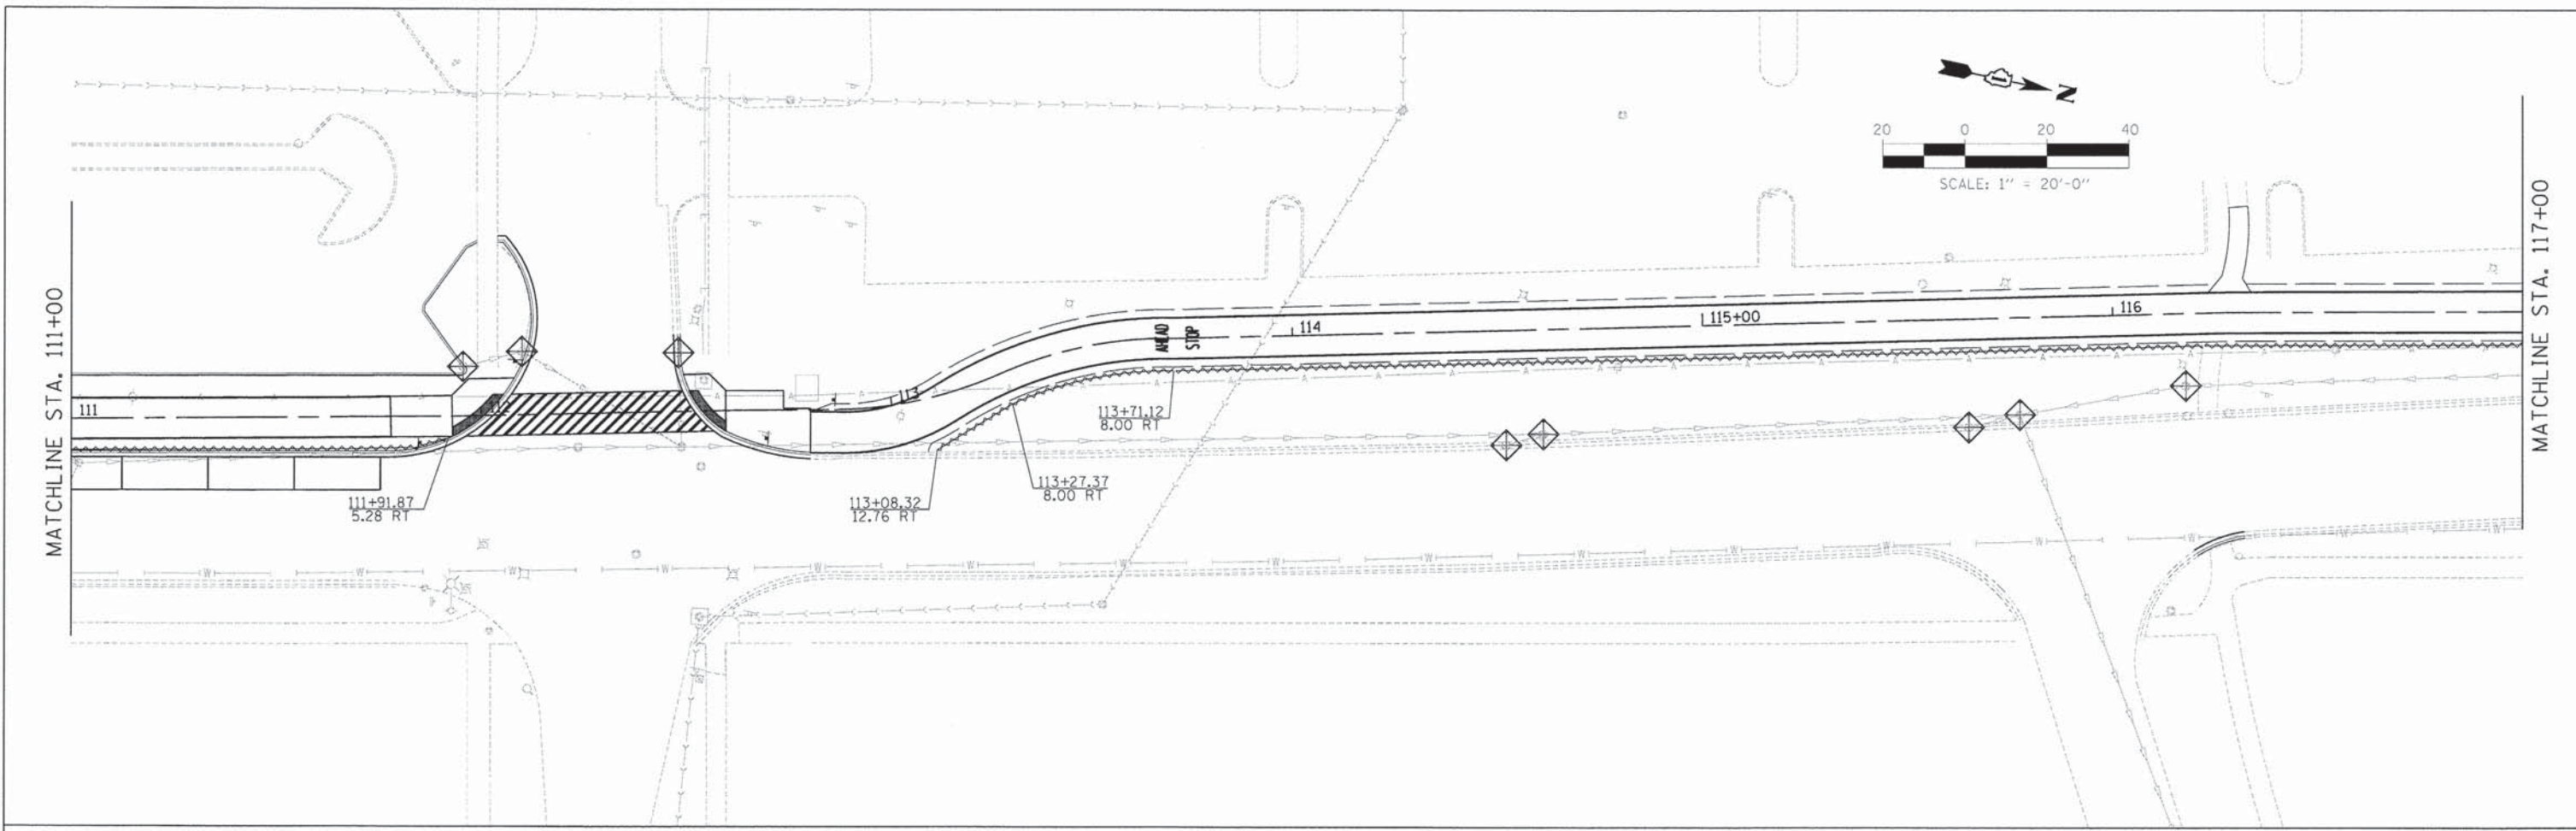 MATCHLINE STA. 111+00
111
111+91.87
5.28 RT
113
113+08.32
12.76 RT
113+27.37
8.00 RT
113+71.12
8.00 RT
AHEAD
STOP
114
115+00
116
N
20 0 20 40
SCALE: 1" = 20'-0"
MATCHLINE STA. 117+00
W W W W W W W W W W W W W W W W
A A A A A A A A A A A